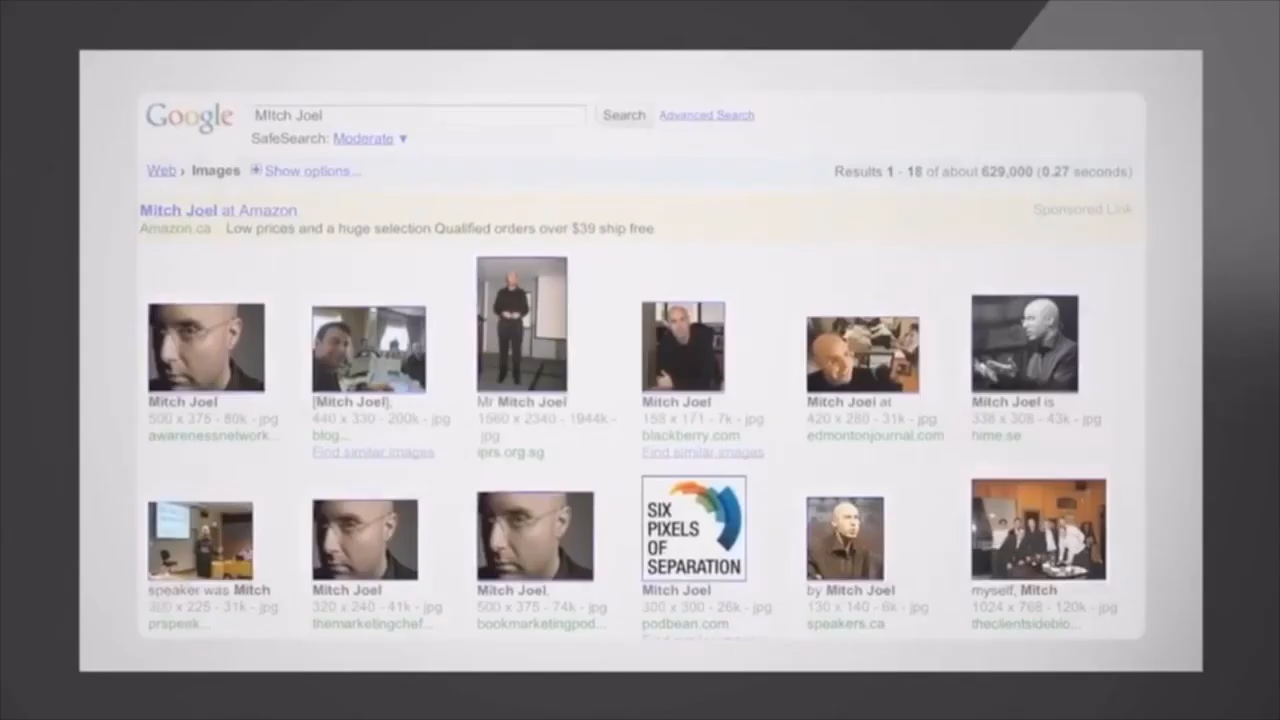 Google MItch Joel Search Advanced Search
SafeSearch: Moderate ▼
Web › Images Show options... Results 1 - 18 of about 629,000 (0.27 seconds)
Mitch Joel at Amazon Sponsored Link
Amazon.ca Low prices and a huge selection Qualified orders over $39 ship free
Mitch Joel
500 x 375 - 80k - jpg
awarenessnetwork...
[Mitch Joel],
440 x 330 - 200k - jpg
blog...
Find similar images
Mr Mitch Joel
1560 x 2340 - 1944k -
jpg
iprs.org.sg
Mitch Joel
158 x 171 - 7k - jpg
blackberry.com
Find similar images
Mitch Joel at
420 x 280 - 31k - jpg
edmontonjournal.com
Mitch Joel is
338 x 308 - 43k - jpg
hime.se
speaker was Mitch
300 x 225 - 31k - jpg
prspeek...
Mitch Joel
320 x 240 - 41k - jpg
themarketingchef...
Mitch Joel.
500 x 375 - 74k - jpg
bookmarketingpod...
SIX
PIXELS
OF
SEPARATION
Mitch Joel
300 x 300 - 26k - jpg
podbean.com
by Mitch Joel
130 x 140 - 6k - jpg
speakers.ca
myself, Mitch
1024 x 768 - 120k - jpg
theclientsidebio...